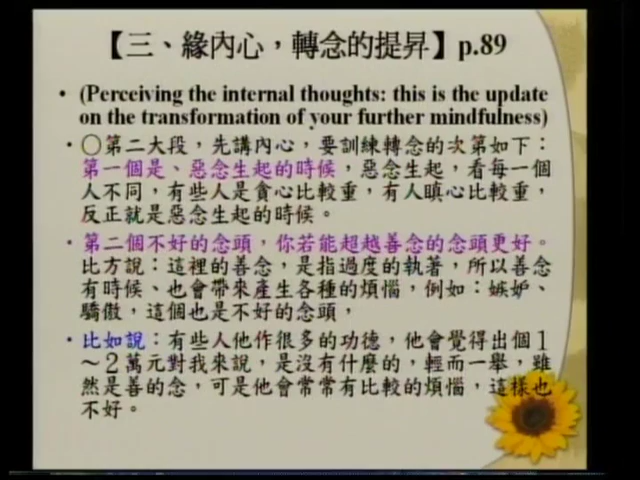 【三、緣內心，轉念的提昇】p.89
• (Perceiving the internal thoughts: this is the update
on the transformation of your further mindfulness)
• ○第二大段，先講內心，要訓練轉念的次第如下：
第一個是、惡念生起的時候，惡念生起，看每一個
人不同，有些人是貪心比較重，有人瞋心比較重，
反正就是惡念生起的時候。
• 第二個不好的念頭，你若能超越善念的念頭更好。
比方說：這裡的善念，是指過度的執著，所以善念
有時候、也會帶來產生各種的煩惱，例如：嫉妒、
驕傲，這個也是不好的念頭，
• 比如說：有些人他作很多的功德，他會覺得出個1
～2萬元對我來說，是沒有什麼的，輕而一舉，雖
然是善的念，可是他會常常有比較的煩惱，這樣也
不好。